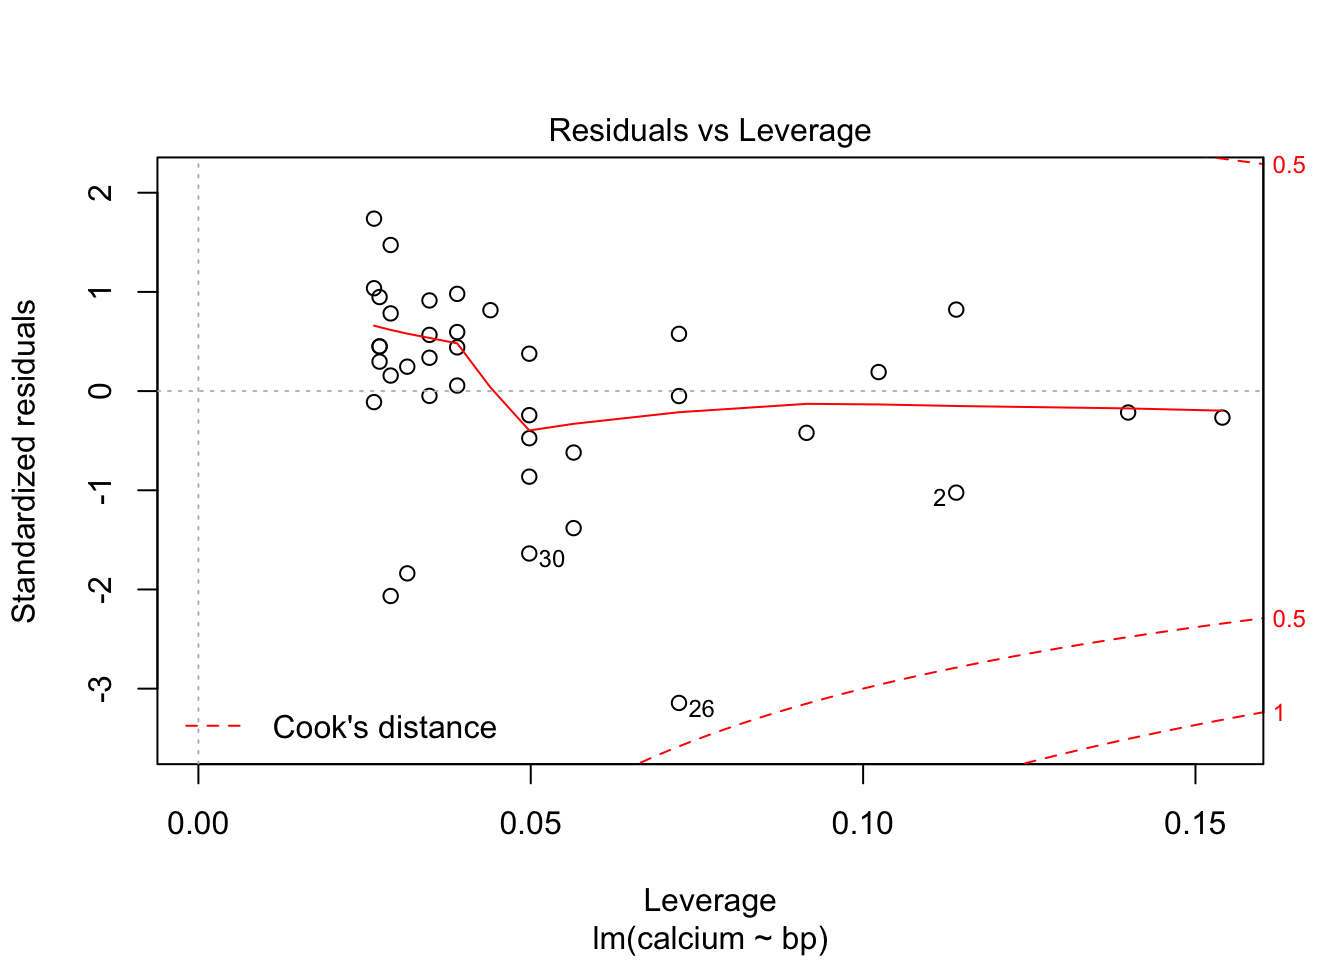 Residuals vs Leverage
Standardized residuals
2
1
0
-1
-2
-3
0.5
0.5
1
2
30
26
Cook's distance
0.00 0.05 0.10 0.15
Leverage
lm(calcium ~ bp)